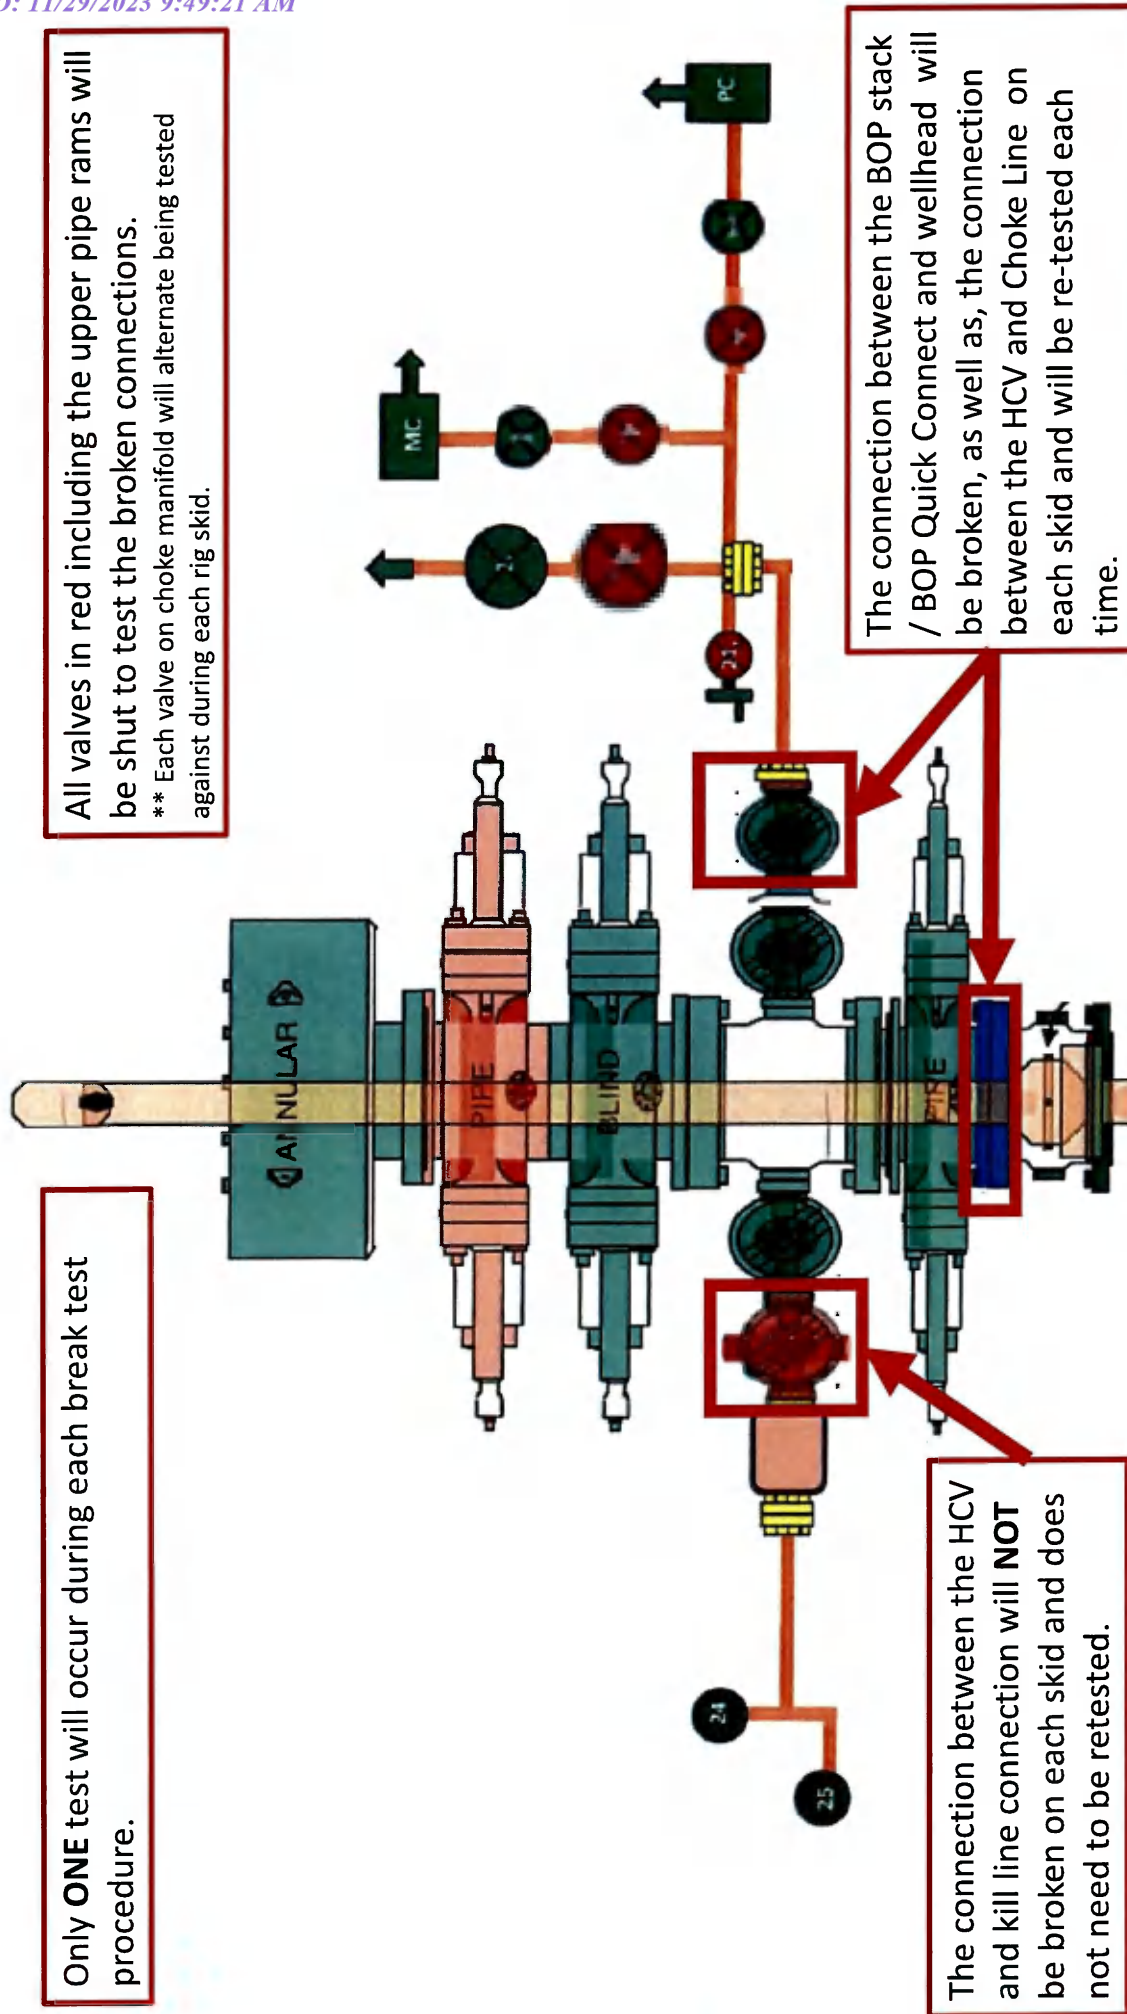 D: 11/29/2023 9:49:21 AM
Only ONE test will occur during each break test
procedure.
All valves in red including the upper pipe rams will
be shut to test the broken connections.
** Each valve on choke manifold will alternate being tested
against during each rig skid.
ANNULAR
PIPE
BLIND
PIPE
MC
PC
24
25
The connection between the HCV
and kill line connection will NOT
be broken on each skid and does
not need to be retested.
The connection between the BOP stack
/ BOP Quick Connect and wellhead will
be broken, as well as, the connection
between the HCV and Choke Line on
each skid and will be re-tested each
time.